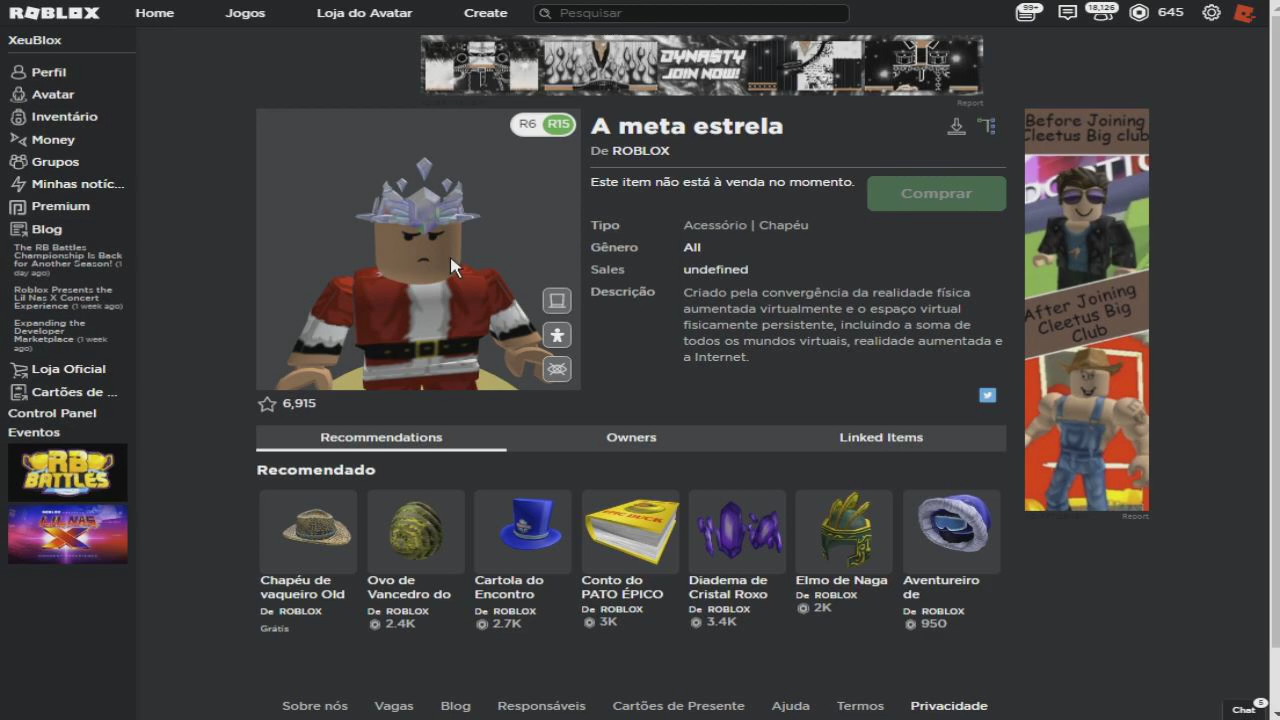 ROBLOX Home Jogos Loja do Avatar Create Pesquisar 99+ 18,126 645
XeuBlox
Perfil
Avatar
Inventário
Money
Grupos
Minhas notíc...
Premium
Blog
The RB Battles
Championship Is Back
for Another Season! (1
day ago)
Roblox Presents the
Lil Nas X Concert
Experience (1 week ago)
Expanding the
Developer
Marketplace (1 week
ago)
Loja Oficial
Cartões de ...
Control Panel
Eventos
RB
BATTLES
LIL NAS
X
DYNA$TY
JOIN NOW!
Report
R6 R15
A meta estrela
De ROBLOX
Este item não está à venda no momento.
Comprar
Tipo Acessório | Chapéu
Gênero All
Sales undefined
Descrição Criado pela convergência da realidade física
aumentada virtualmente e o espaço virtual
fisicamente persistente, incluindo a soma de
todos os mundos virtuais, realidade aumentada e
a Internet.
6,915
Before Joining
Cleetus Big club
After Joining
Cleetus Big
Club
Report
Recommendations Owners Linked Items
Recomendado
Chapéu de
vaqueiro Old
De ROBLOX
Grátis
Ovo de
Vancedro do
De ROBLOX
2.4K
Cartola do
Encontro
De ROBLOX
2.7K
Conto do
PATO ÉPICO
De ROBLOX
3K
Diadema de
Cristal Roxo
De ROBLOX
3.4K
Elmo de Naga
De ROBLOX
2K
Aventureiro
de
De ROBLOX
950
Sobre nós Vagas Blog Responsáveis Cartões de Presente Ajuda Termos Privacidade
Chat 5